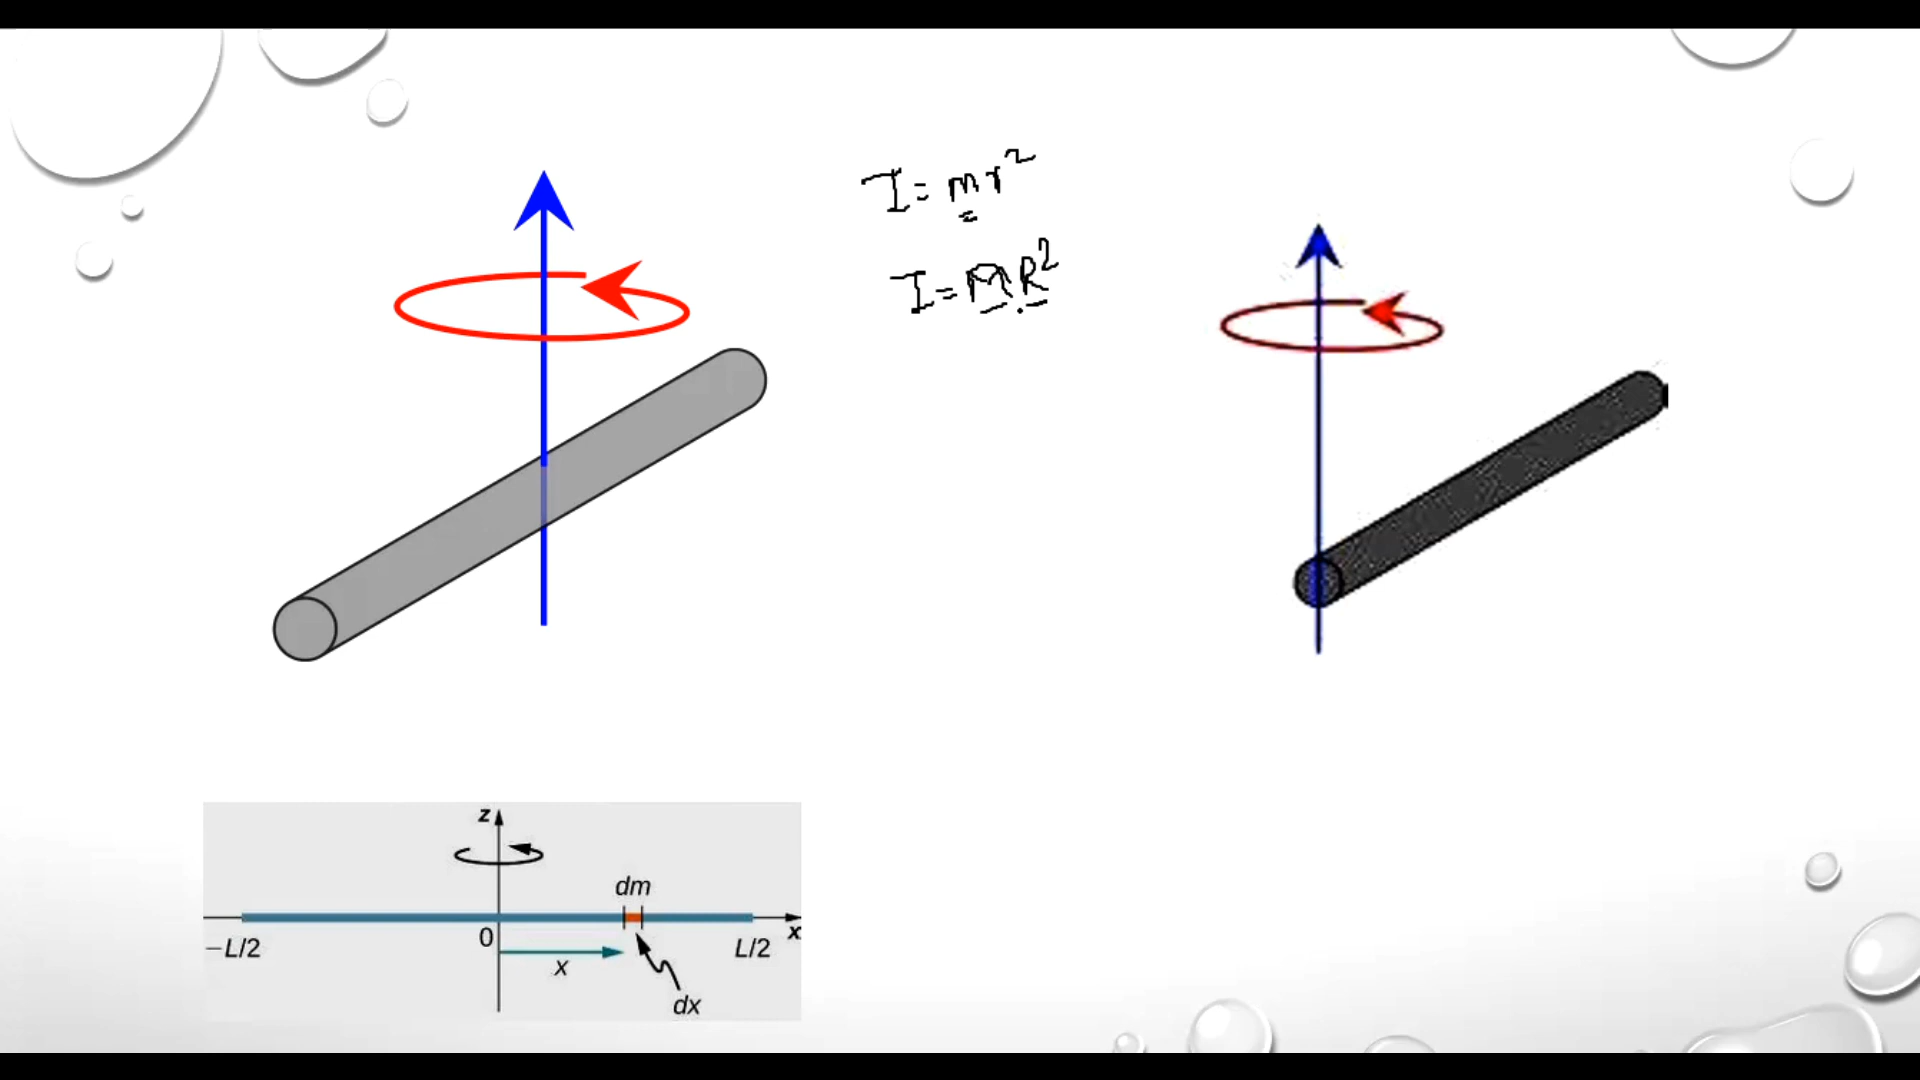 I = mr²
I = MR²
z
dm
0
x
−L/2
L/2
x
dx